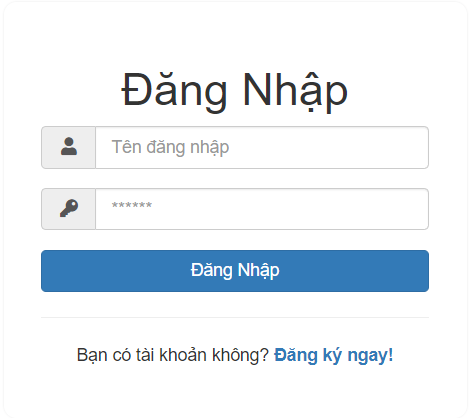 Đăng Nhập
Tên đăng nhập
******
Đăng Nhập
Bạn có tài khoản không? Đăng ký ngay!